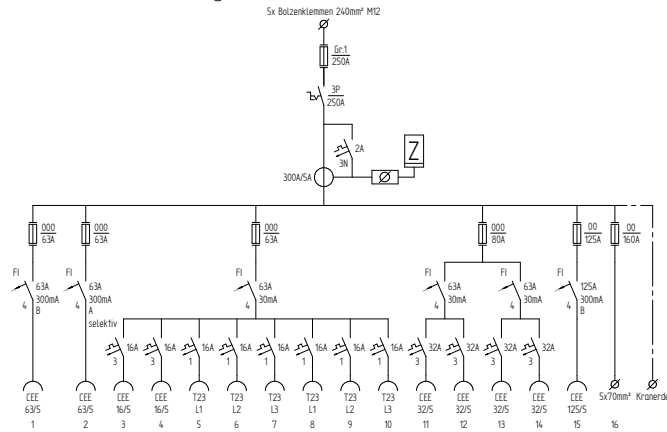 5x Bolzenklemmen 240mm² M12
Gr.1
250A
3P
250A
2A
3N
Z
300A/5A
000 000 000 000 00 00
63A 63A 63A 80A 125A 160A
FI FI FI FI FI FI
63A 63A 63A 63A 63A 125A
300mA 300mA 30mA 30mA 30mA 300mA
4 4 4 4 4 4
B A B
selektiv
16A 16A 16A 16A 16A 16A 16A 16A 32A 32A 32A 32A
3 3 1 1 1 1 1 1 3 3 3 3
CEE CEE CEE CEE T23 T23 T23 T23 T23 T23 CEE CEE CEE CEE CEE 5x70mm² Kranerde
63/5 63/5 16/5 16/5 L1 L2 L3 L1 L2 L3 32/5 32/5 32/5 32/5 125/5
1 2 3 4 5 6 7 8 9 10 11 12 13 14 15 16